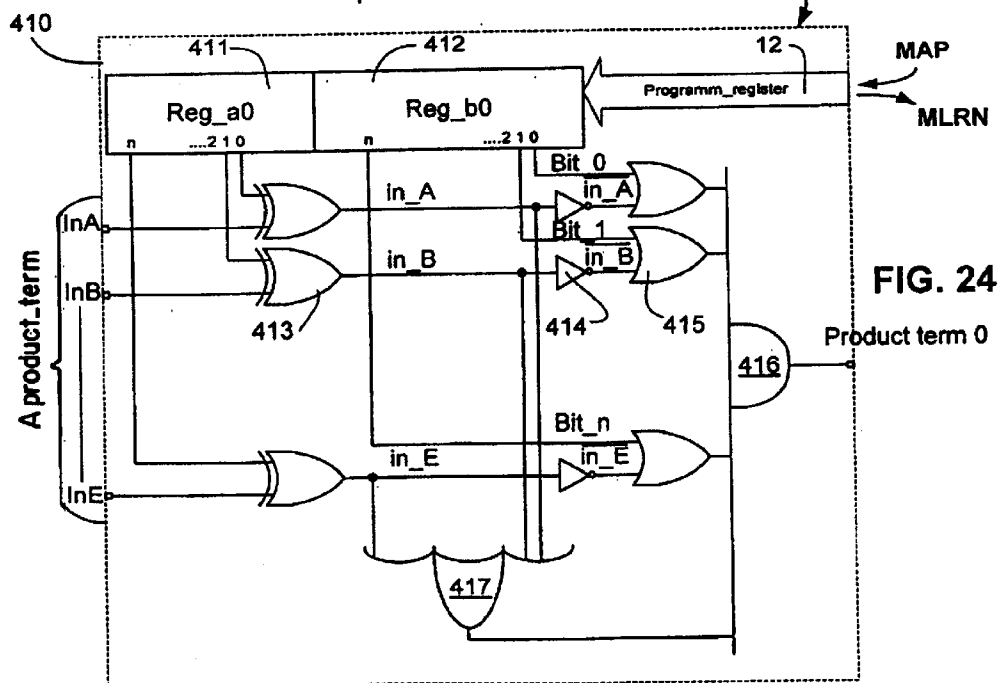 410
411
412
12
MAP
MLRN
Programm_register
Reg_a0
Reg_b0
n ....2 1 0
n ....2 1 0
Bit_0
InA
in_A
in_A
Bit_1
InB
in_B
in_B
413
414
415
FIG. 24
Product term 0
416
Aproduct_term
Bit_n
InE
in_E
in_E
417